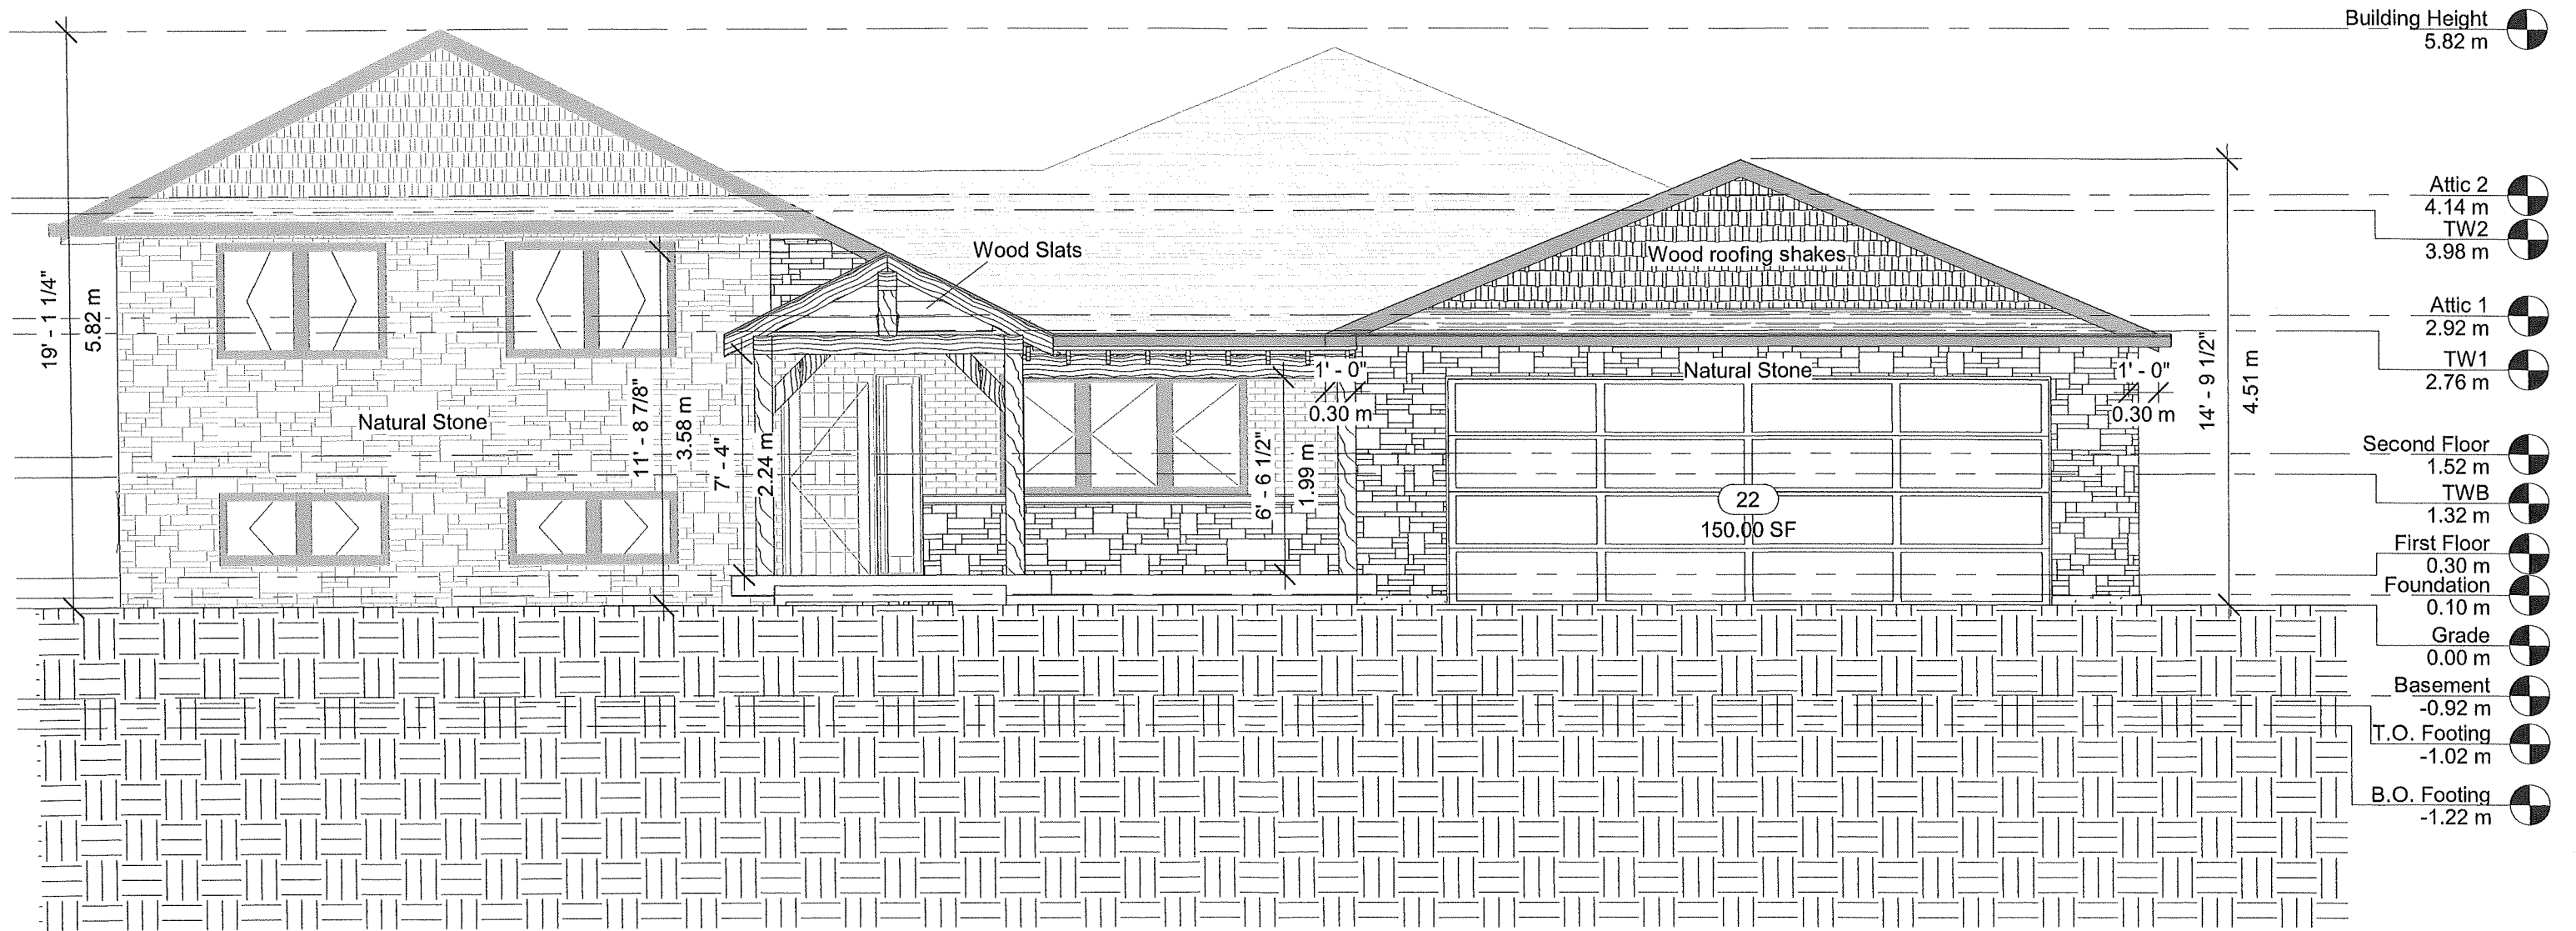 Building Height
5.82 m
Attic 2
4.14 m
TW2
3.98 m
Attic 1
2.92 m
TW1
2.76 m
Second Floor
1.52 m
TWB
1.32 m
First Floor
0.30 m
Foundation
0.10 m
Grade
0.00 m
Basement
-0.92 m
T.O. Footing
-1.02 m
B.O. Footing
-1.22 m
19' - 1 1/4"
5.82 m
Natural Stone
11' - 8 7/8"
3.58 m
7' - 4"
2.24 m
Wood Slats
6' - 6 1/2"
1.99 m
1' - 0"
0.30 m
Wood roofing shakes
Natural Stone
22
150.00 SF
1' - 0"
0.30 m
14' - 9 1/2"
4.51 m